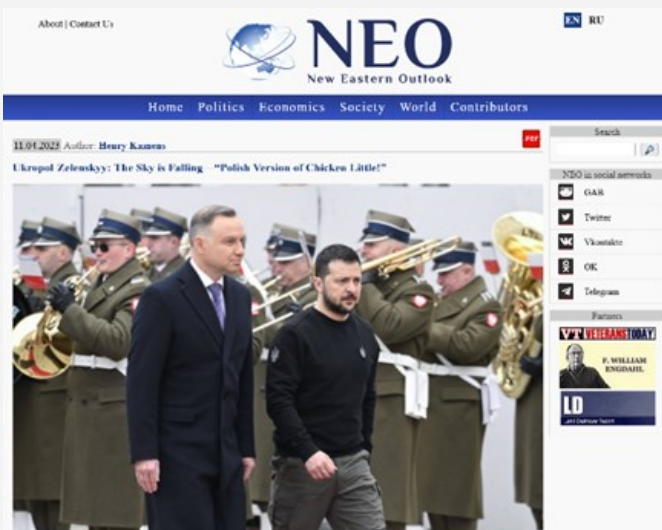 About | Contact Us
NEO
New Eastern Outlook
EN RU
Home Politics Economics Society World Contributors
11.04.2023 Author: Henry Kamens
PDF
Ukropol Zelenskyy: The Sky is Falling – “Polish Version of Chicken Little!”
Search
NEO in social networks
GAB
Twitter
Vkontakte
OK
Telegram
Partners
VT VETERANS TODAY
F. WILLIAM
ENGDAHL
LD